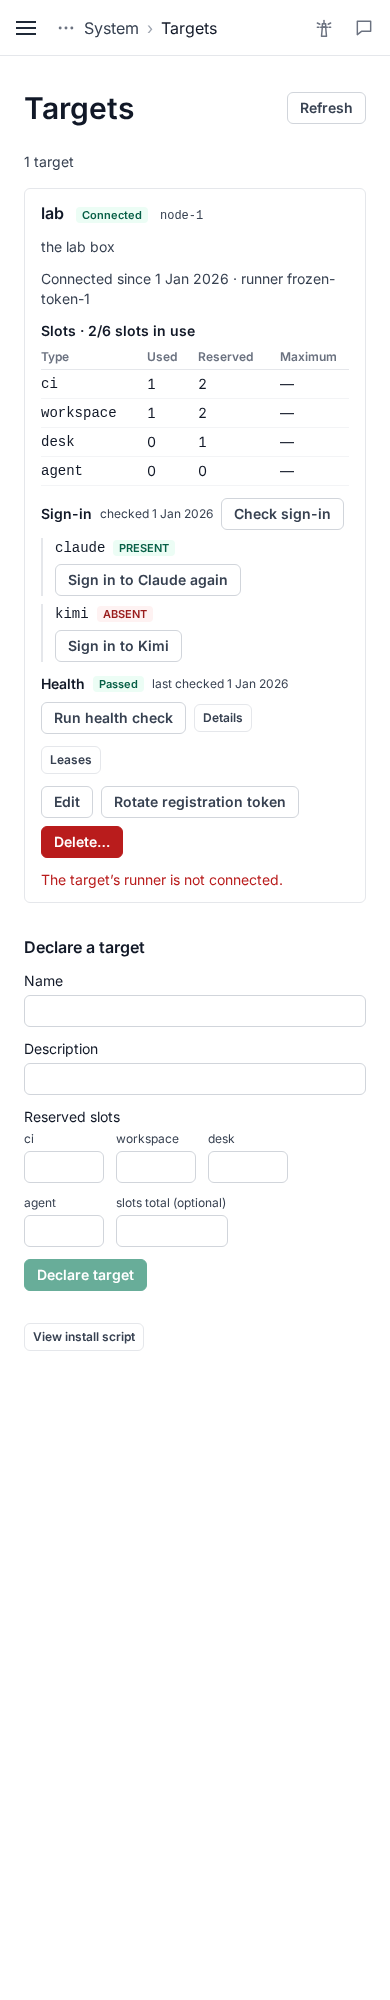 ··· System › Targets
Targets
Refresh
1 target
lab Connected node-1
the lab box
Connected since 1 Jan 2026 · runner frozen-
token-1
Slots · 2/6 slots in use
Type Used Reserved Maximum
ci 1 2 —
workspace 1 2 —
desk 0 1 —
agent 0 0 —
Sign-in checked 1 Jan 2026 Check sign-in
claude PRESENT
Sign in to Claude again
kimi ABSENT
Sign in to Kimi
Health Passed last checked 1 Jan 2026
Run health check Details
Leases
Edit Rotate registration token
Delete…
The target’s runner is not connected.
Declare a target
Name
Description
Reserved slots
ci workspace desk
agent slots total (optional)
Declare target
View install script